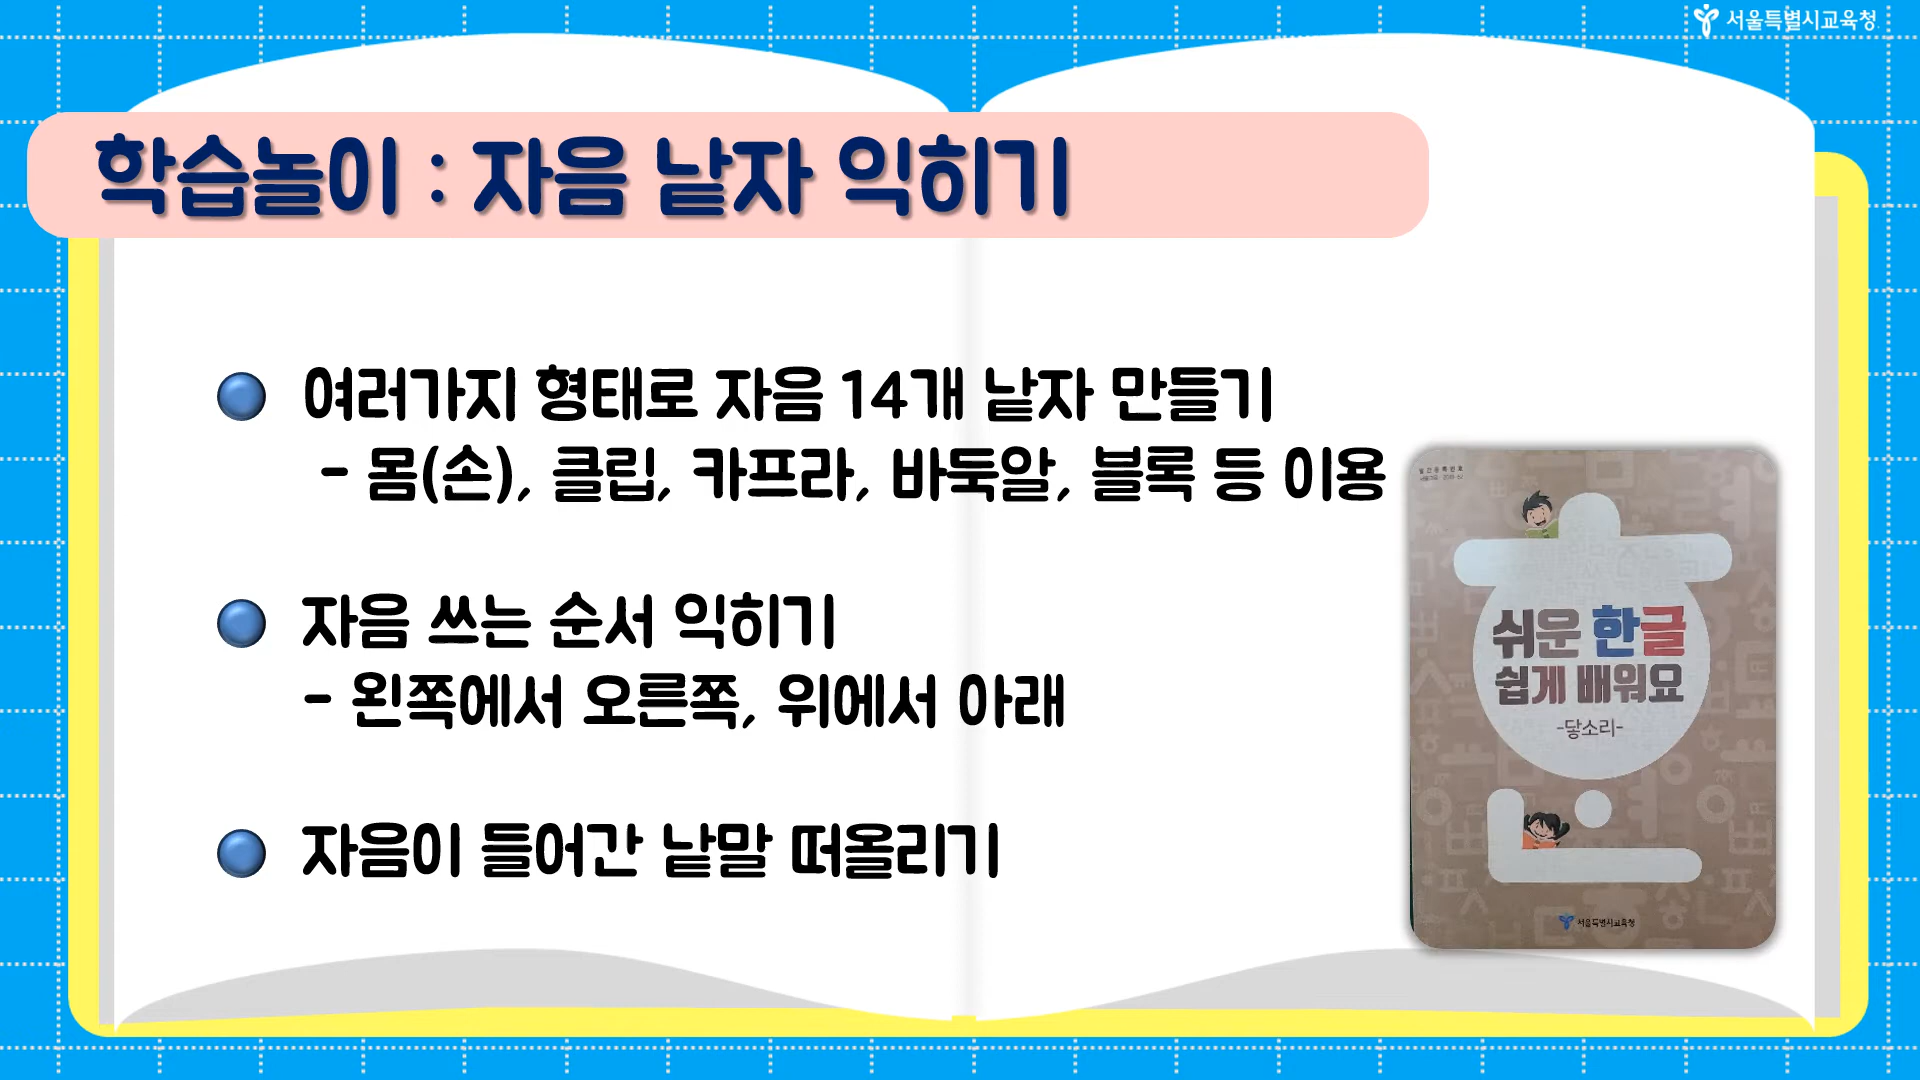 서울특별시교육청
학습놀이 : 자음 낱자 익히기
여러가지 형태로 자음 14개 낱자 만들기
- 몸(손), 클립, 카프라, 바둑알, 블록 등 이용
자음 쓰는 순서 익히기
- 왼쪽에서 오른쪽, 위에서 아래
자음이 들어간 낱말 떠올리기
쉬운 한글
쉽게 배워요
-닿소리-
서울특별시교육청